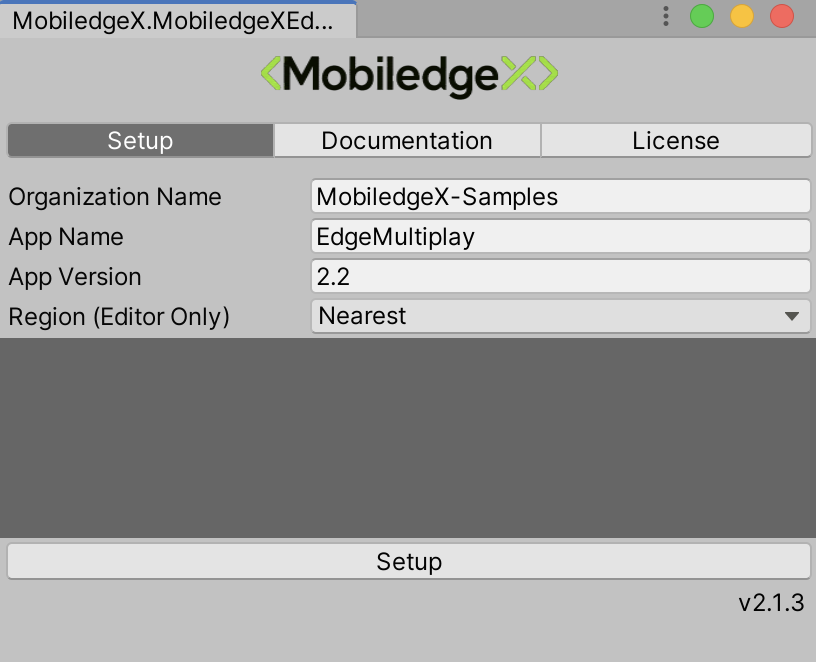 MobiledgeX.MobiledgeXEd...
<MobiledgeX>
Setup Documentation License
Organization Name MobiledgeX-Samples
App Name EdgeMultiplay
App Version 2.2
Region (Editor Only) Nearest
Setup
v2.1.3